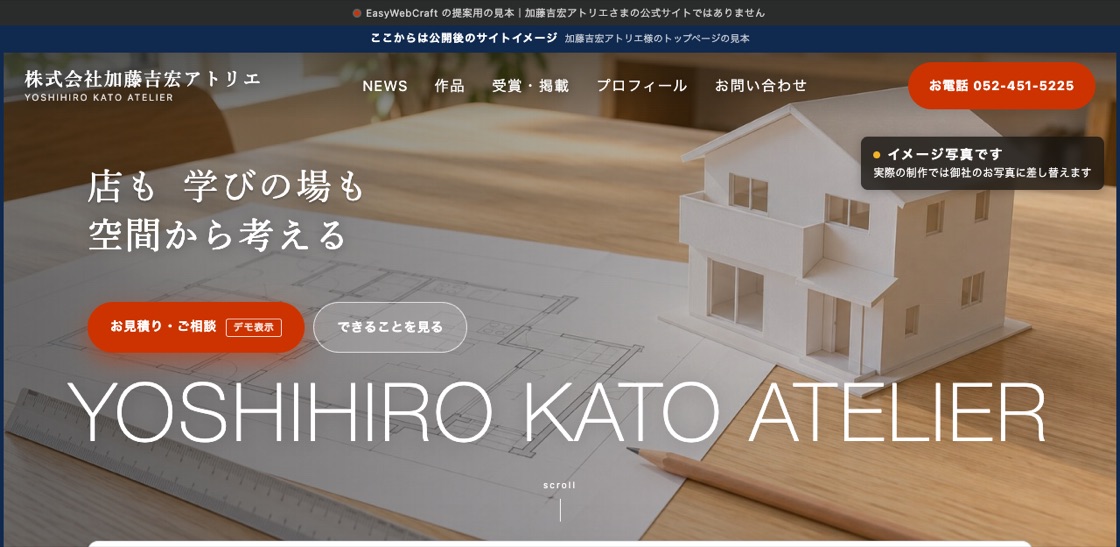 EasyWebCraft の提案用の見本｜加藤吉宏アトリエさまの公式サイトではありません
ここからは公開後のサイトイメージ 加藤吉宏アトリエ様のトップページの見本
株式会社加藤吉宏アトリエ
YOSHIHIRO KATO ATELIER
NEWS 作品 受賞・掲載 プロフィール お問い合わせ
お電話 052-451-5225
イメージ写真です
実際の制作では御社のお写真に差し替えます
店も 学びの場も
空間から考える
お見積り・ご相談 デモ表示 できることを見る
YOSHIHIRO KATO ATELIER
scroll